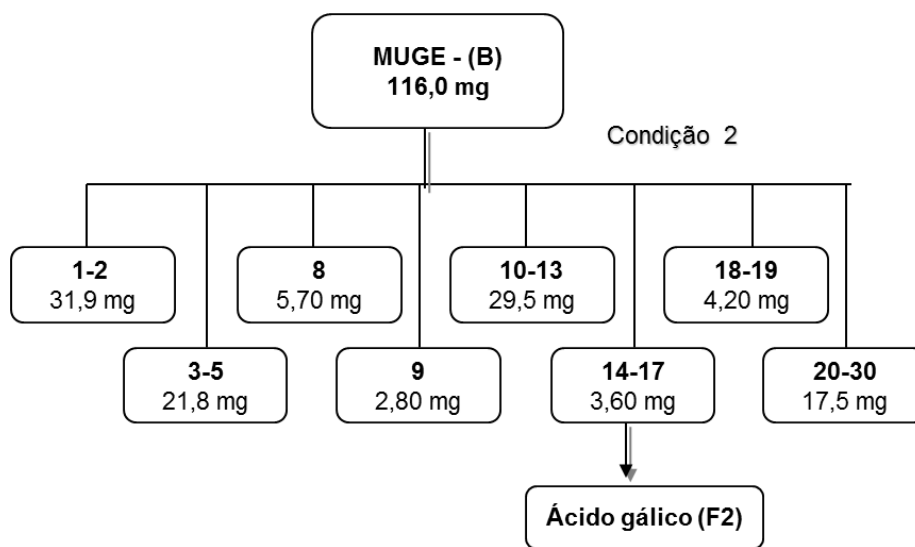 MUGE - (B)
116,0 mg
Condição 2
1-2
31,9 mg
8
5,70 mg
10-13
29,5 mg
18-19
4,20 mg
3-5
21,8 mg
9
2,80 mg
14-17
3,60 mg
20-30
17,5 mg
Ácido gálico (F2)